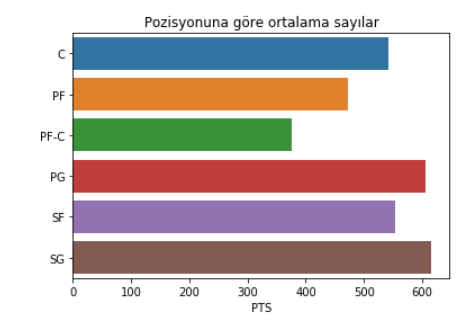 Pozisyonuna göre ortalama sayılar
C
PF
PF-C
PG
SF
SG
0 100 200 300 400 500 600
PTS